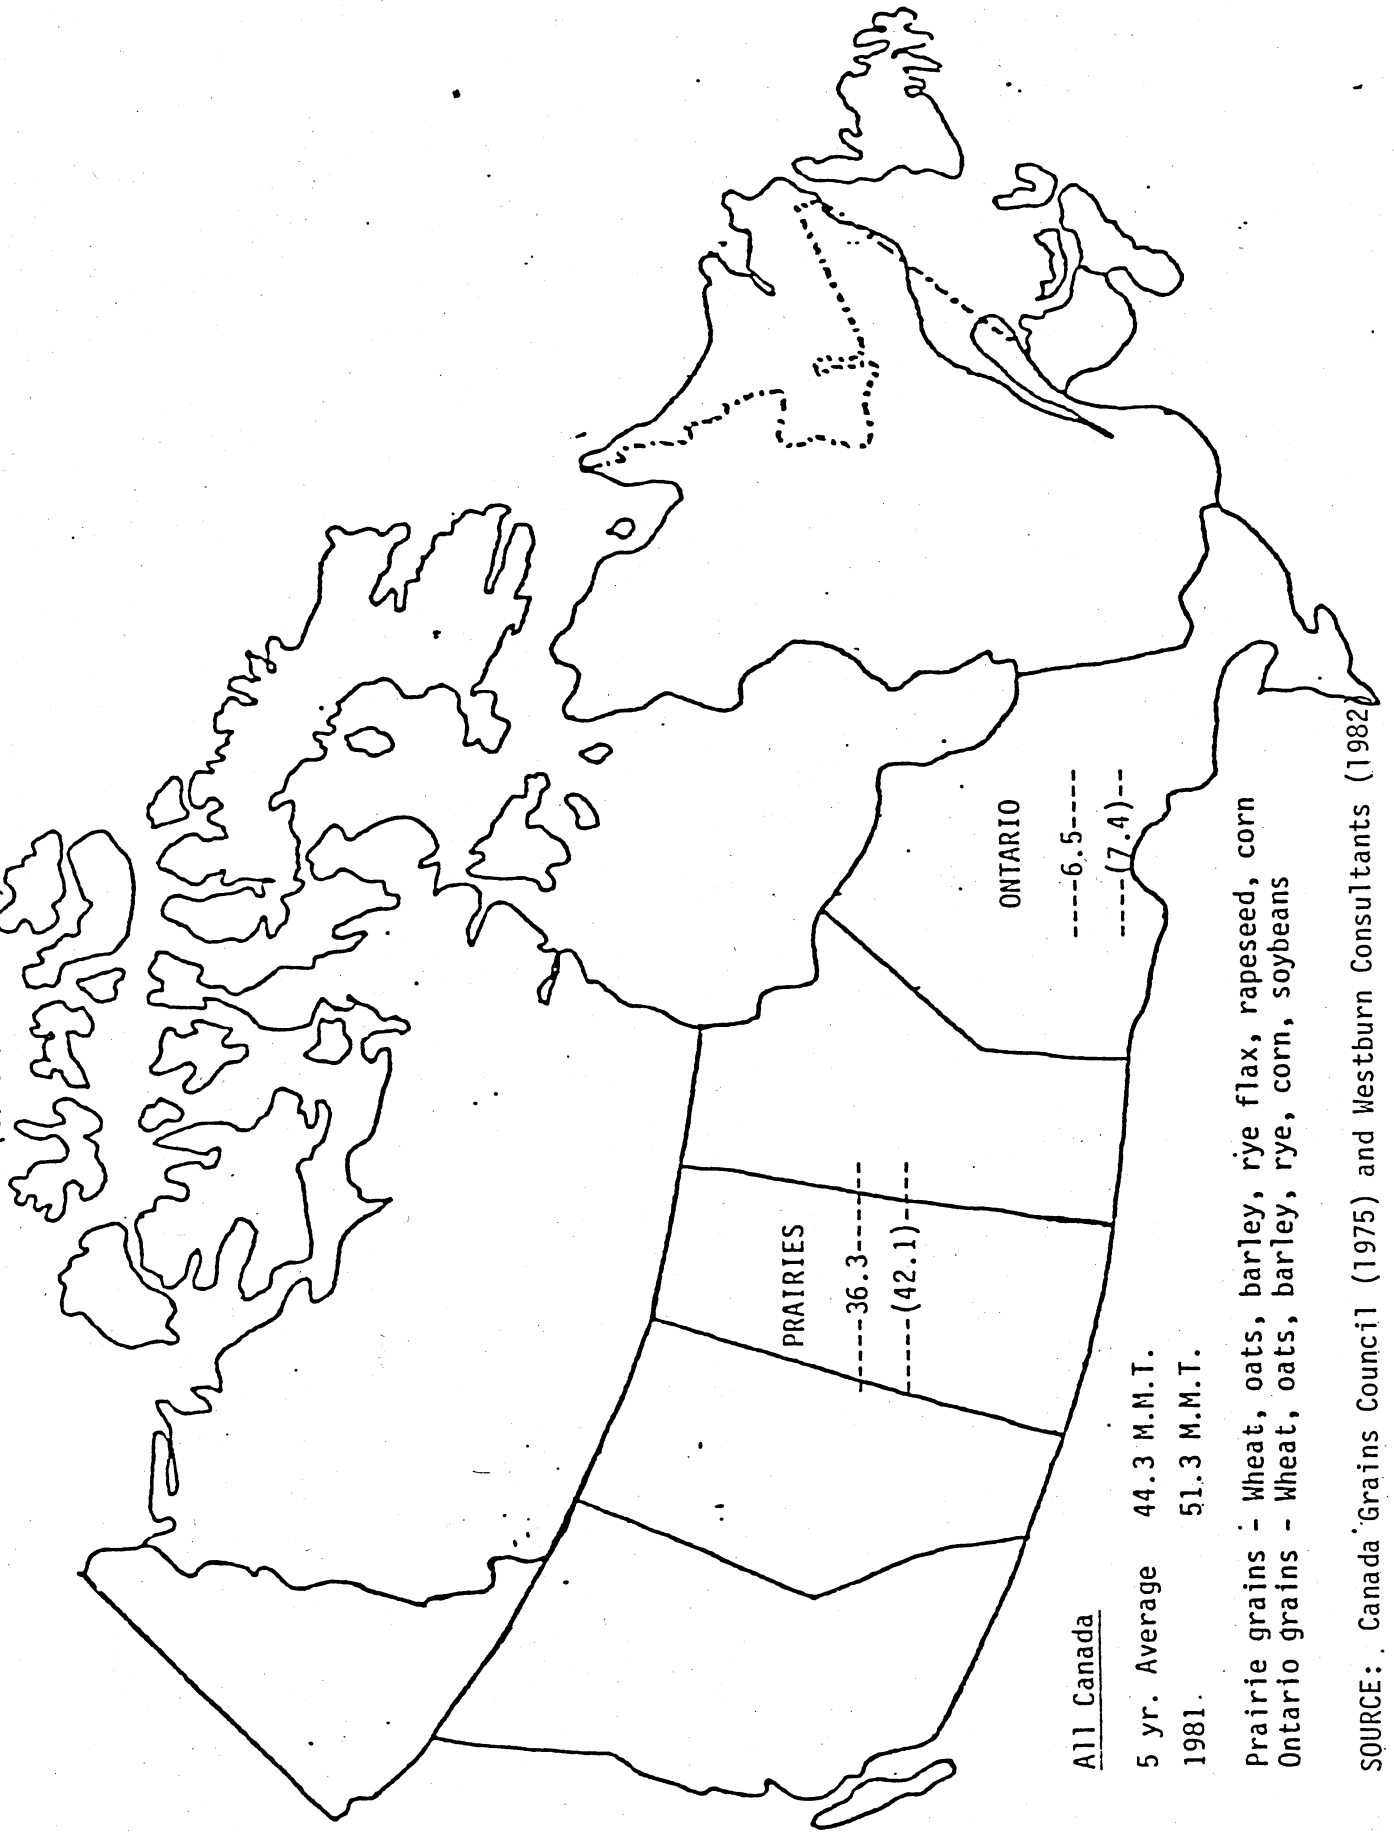 PRAIRIES
-----36.3------
------(42.1)----
ONTARIO
----6.5----
-----(7.4)--
All Canada
5 yr. Average 44.3 M.M.T.
1981. 51.3 M.M.T.
Prairie grains - Wheat, oats, barley, rye flax, rapeseed, corn
Ontario grains - Wheat, oats, barley, rye, corn, soybeans
SOURCE: Canada Grains Council (1975) and Westburn Consultants (1982)